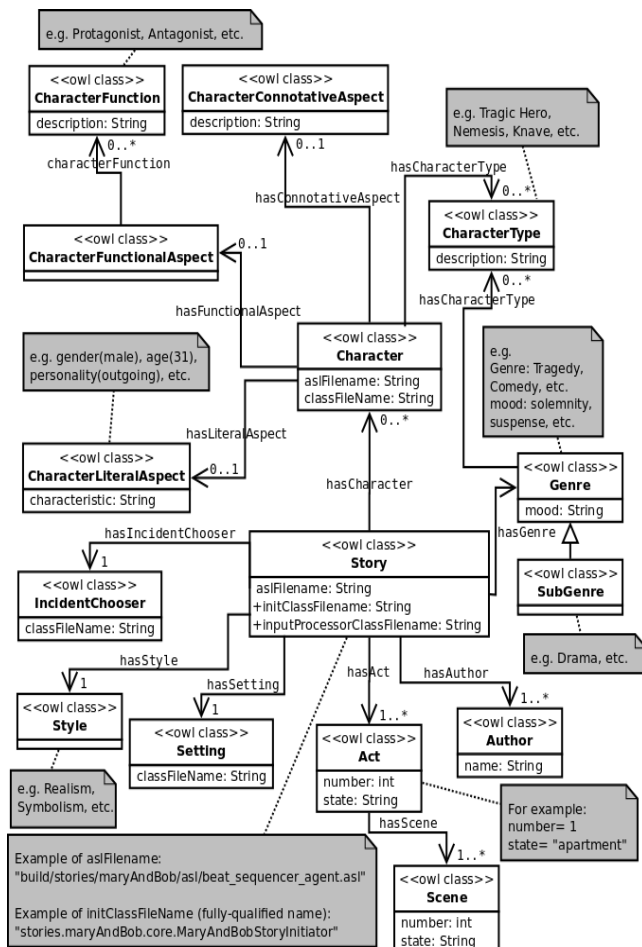 e.g. Protagonist, Antagonist, etc.
<<owl class>>
CharacterFunction
description: String
<<owl class>>
CharacterConnotativeAspect
description: String
e.g. Tragic Hero,
Nemesis, Knave, etc.
0..*
characterFunction
0..1
hasConnotativeAspect
hasCharacterType
0..*
<<owl class>>
CharacterType
description: String
<<owl class>>
CharacterFunctionalAspect
0..1
hasFunctionalAspect
0..*
hasCharacterType
<<owl class>>
Character
aslFilename: String
classFileName: String
e.g. gender(male), age(31),
personality(outgoing), etc.
e.g.
Genre: Tragedy,
Comedy, etc.
mood: solemnity,
suspense, etc.
hasLiteralAspect
0..*
<<owl class>>
CharacterLiteralAspect
characteristic: String
0..1
hasCharacter
<<owl class>>
Genre
mood: String
hasGenre
hasIncidentChooser
1
<<owl class>>
Story
aslFilename: String
+initClassFilename: String
+inputProcessorClassFilename: String
<<owl class>>
IncidentChooser
classFileName: String
<<owl class>>
SubGenre
e.g. Drama, etc.
hasStyle
1
hasSetting
1
hasAct
1..*
hasAuthor
1..*
<<owl class>>
Style
<<owl class>>
Setting
classFileName: String
<<owl class>>
Act
number: int
state: String
<<owl class>>
Author
name: String
e.g. Realism,
Symbolism, etc.
For example:
number= 1
state= "apartment"
hasScene
1..*
Example of aslFilename:
"build/stories/maryAndBob/asl/beat_sequencer_agent.asl"
Example of initClassFileName (fully-qualified name):
"stories.maryAndBob.core.MaryAndBobStoryInitiator"
<<owl class>>
Scene
number: int
state: String